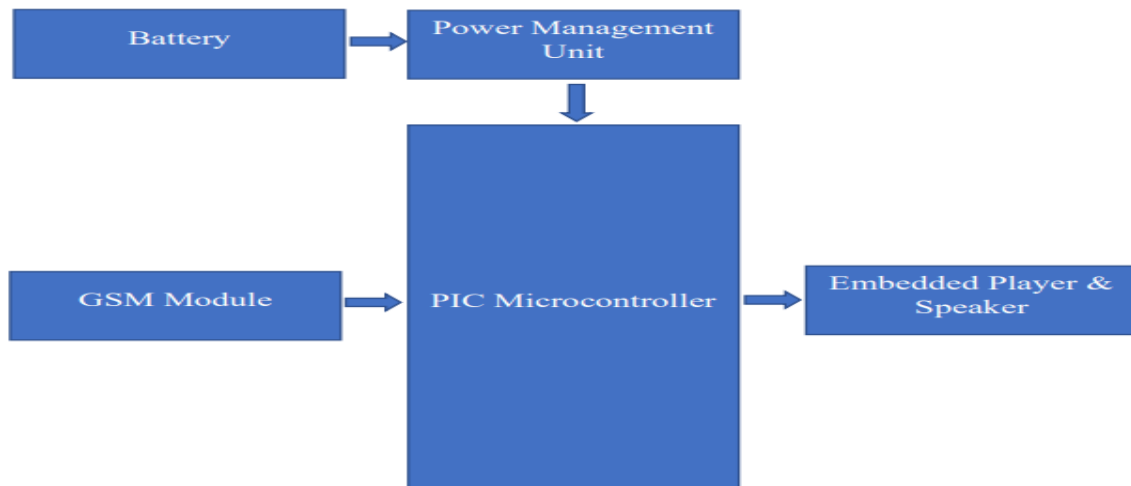 Battery
Power Management
Unit
GSM Module
PIC Microcontroller
Embedded Player &
Speaker